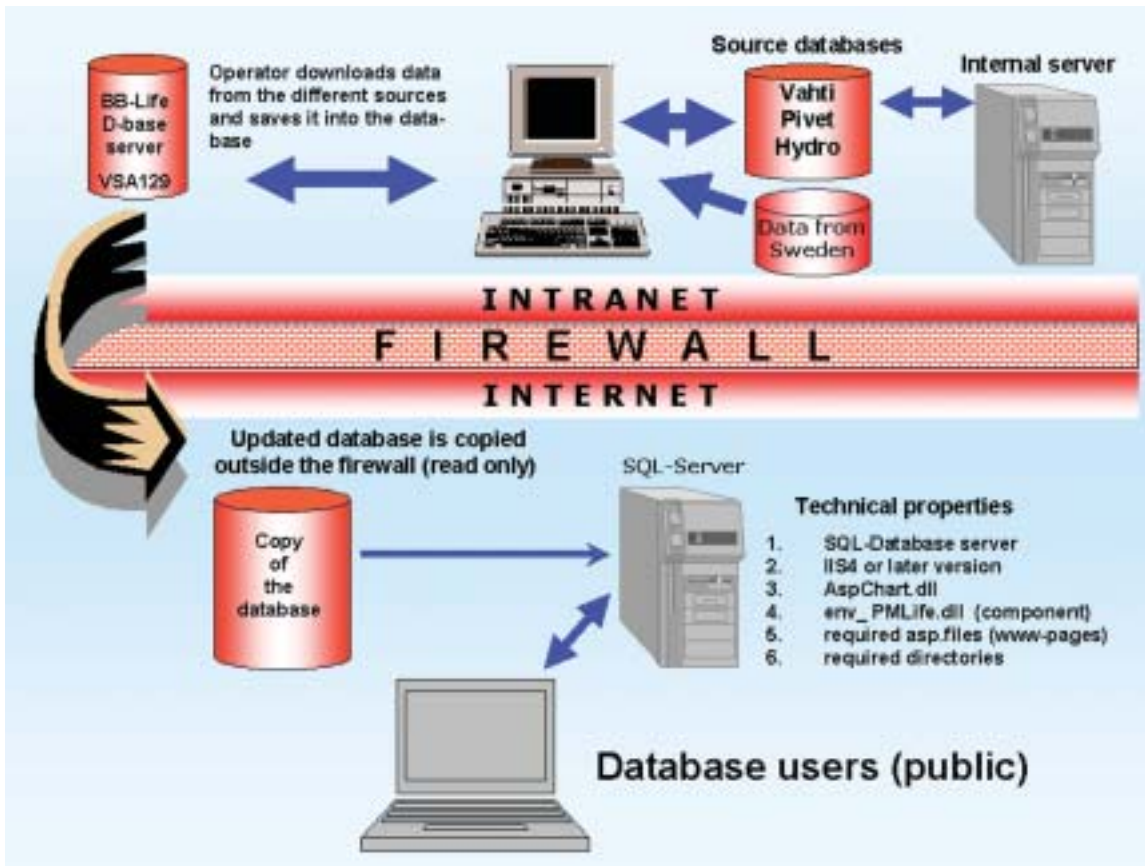 Source databases
Internal server
BB-Life
D-base
server
VSA129
Operator downloads data
from the different sources
and saves it into the data-
base
Vahti
Pivet
Hydro
Data from
Sweden
INTRANET
FIREWALL
INTERNET
Updated database is copied
outside the firewall (read only)
SQL-Server
Copy
of
the
database
Technical properties
1. SQL-Database server
2. IIS4 or later version
3. AspChart.dll
4. env_PMLife.dll (component)
5. required asp.files (www-pages)
6. required directories
Database users (public)